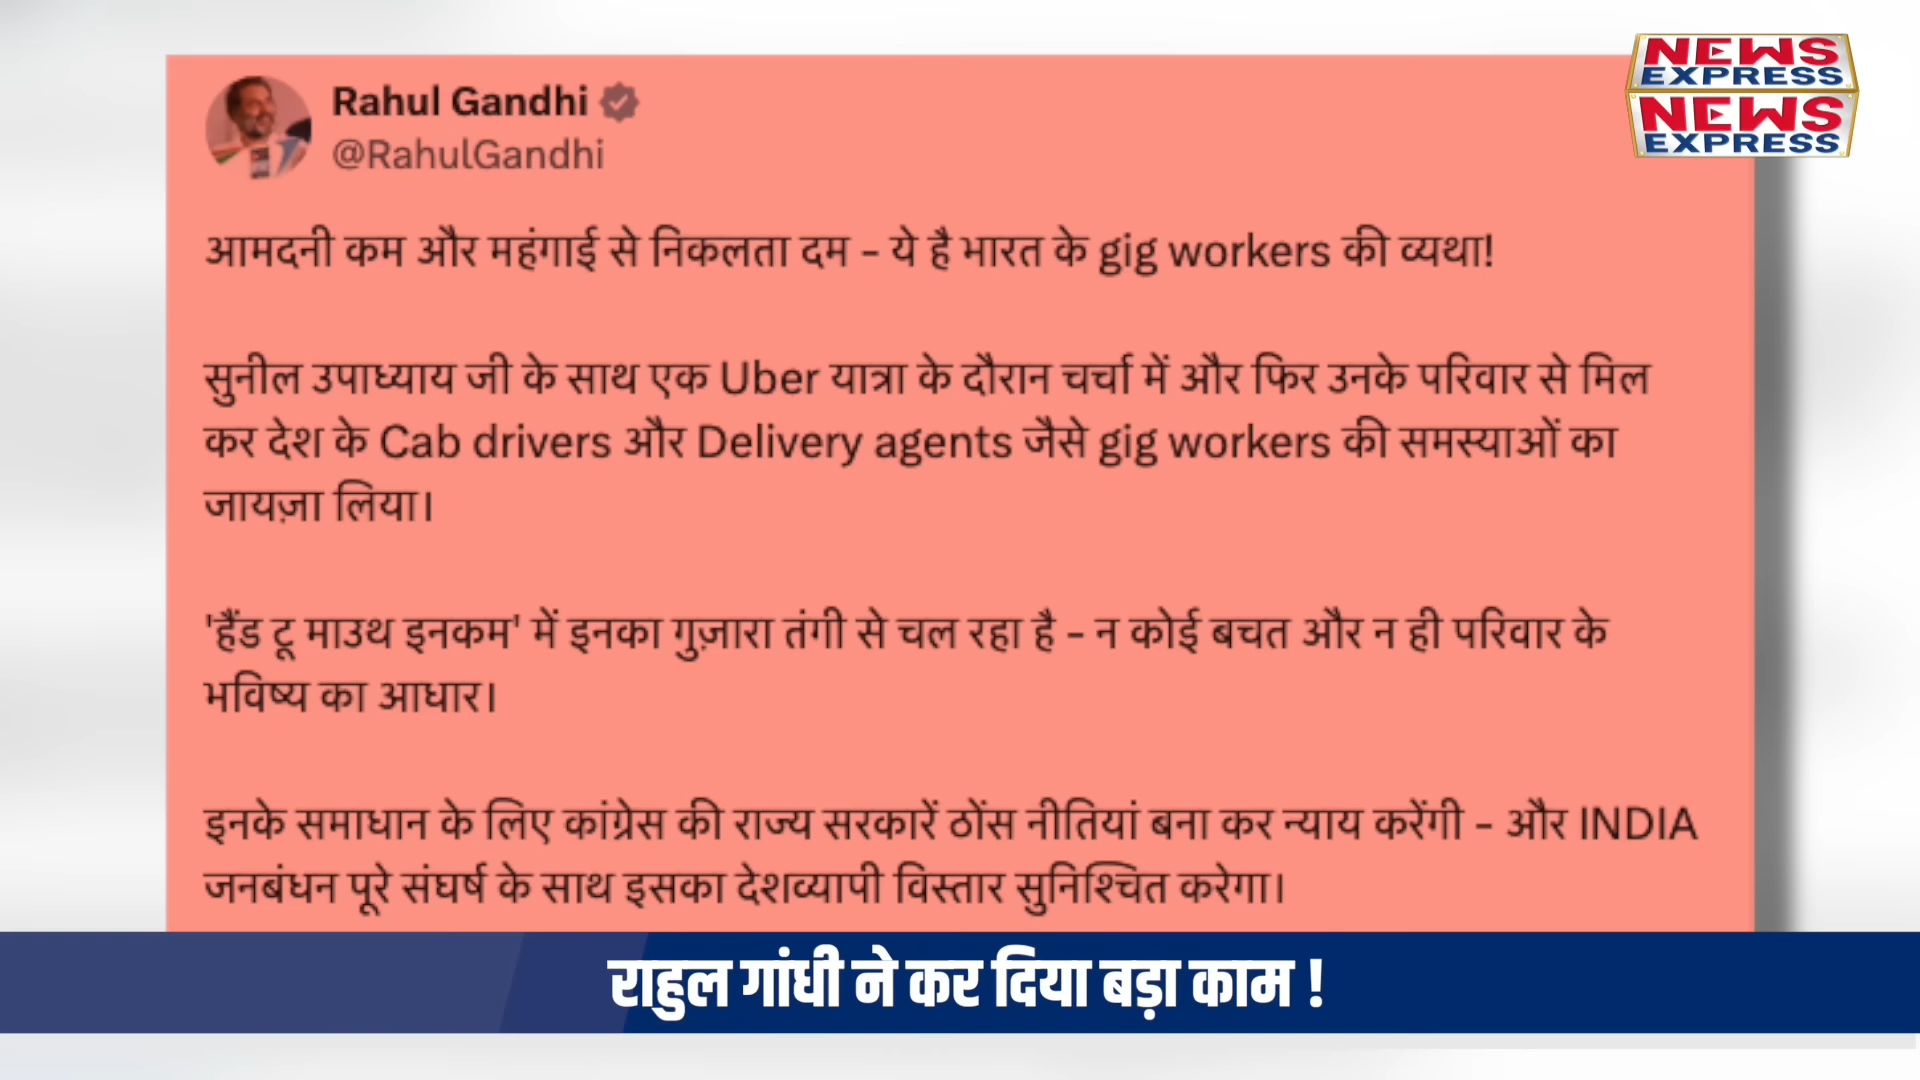 NEWS
EXPRESS
NEWS
EXPRESS
Rahul Gandhi
@RahulGandhi
आमदनी कम और महंगाई से निकलता दम - ये है भारत के gig workers की व्यथा!
सुनील उपाध्याय जी के साथ एक Uber यात्रा के दौरान चर्चा में और फिर उनके परिवार से मिल
कर देश के Cab drivers और Delivery agents जैसे gig workers की समस्याओं का
जायज़ा लिया।
'हैंड टू माउथ इनकम' में इनका गुज़ारा तंगी से चल रहा है - न कोई बचत और न ही परिवार के
भविष्य का आधार।
इनके समाधान के लिए कांग्रेस की राज्य सरकारें ठोंस नीतियां बना कर न्याय करेंगी - और INDIA
जनबंधन पूरे संघर्ष के साथ इसका देशव्यापी विस्तार सुनिश्चित करेगा।
राहुल गांधी ने कर दिया बड़ा काम !